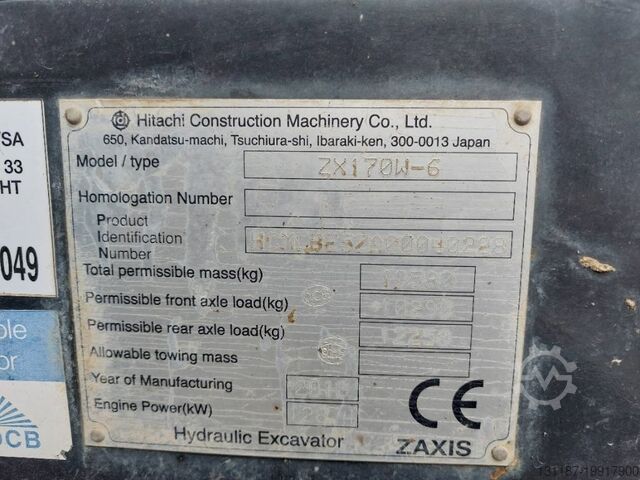 Hitachi Construction Machinery Co., Ltd.
650, Kandatsu-machi, Tsuchiura-shi, Ibaraki-ken, 300-0013 Japan
Model / type ZX170W-6
Homologation Number
Product
Identification
Number
Total permissible mass(kg)
Permissible front axle load(kg)
Permissible rear axle load(kg)
Allowable towing mass
Year of Manufacturing
Engine Power(kW)
CE
Hydraulic Excavator ZAXIS
SA
33
HT
049
ble
or
OCB
131187-19917900